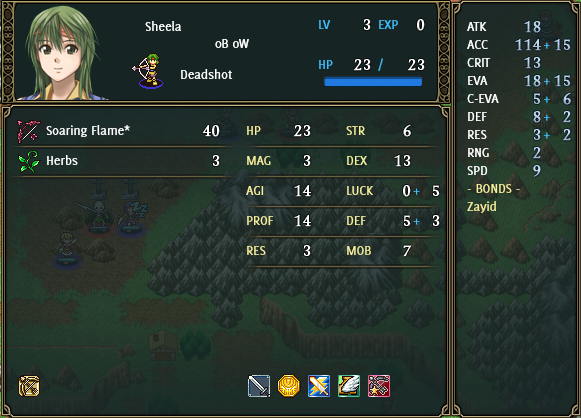 Sheela
LV 3 EXP 0
oB oW
Deadshot
HP 23 / 23
Soaring Flame* 40
Herbs 3
HP 23 STR 6
MAG 3 DEX 13
AGI 14 LUCK 0+ 5
PROF 14 DEF 5+ 3
RES 3 MOB 7
ATK 18
ACC 114+ 15
CRIT 13
EVA 18+ 15
C-EVA 5+ 6
DEF 8+ 2
RES 3+ 2
RNG 2
SPD 9
- BONDS -
Zayid